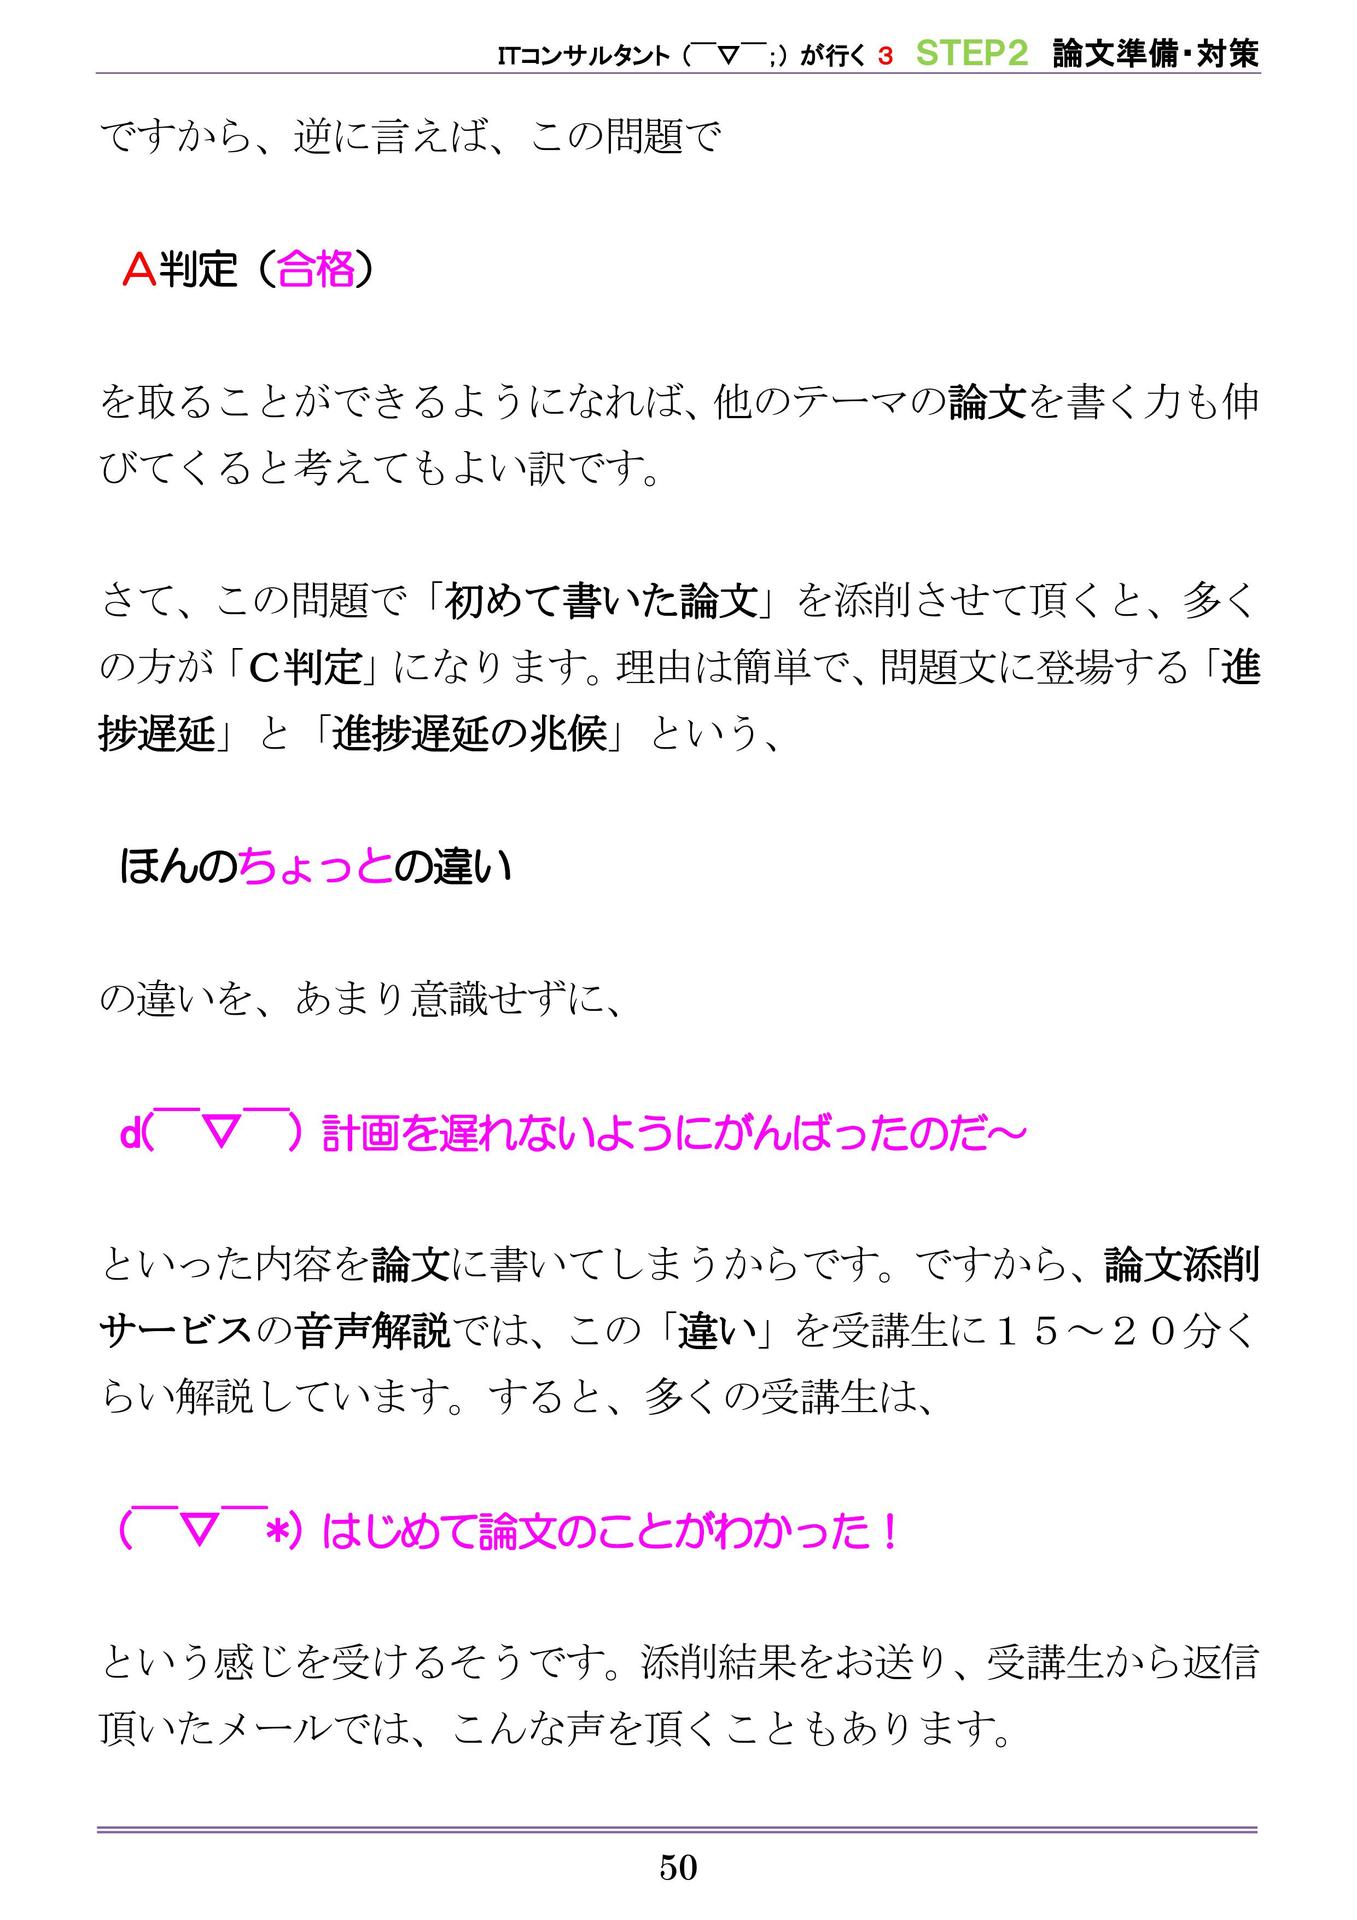 ITコンサルタント（￣▽￣；）が行く 3 STEP2 論文準備・対策
ですから、逆に言えば、この問題で
Ａ判定（合格）
を取ることができるようになれば、他のテーマの論文を書く力も伸
びてくると考えてもよい訳です。
さて、この問題で「初めて書いた論文」を添削させて頂くと、多く
の方が「Ｃ判定」になります。理由は簡単で、問題文に登場する「進
捗遅延」と「進捗遅延の兆候」という、
ほんのちょっとの違い
の違いを、あまり意識せずに、
d(￣▽￣）計画を遅れないようにがんばったのだ～
といった内容を論文に書いてしまうからです。ですから、論文添削
サービスの音声解説では、この「違い」を受講生に１５～２０分く
らい解説しています。すると、多くの受講生は、
（￣▽￣*）はじめて論文のことがわかった！
という感じを受けるそうです。添削結果をお送り、受講生から返信
頂いたメールでは、こんな声を頂くこともあります。
50